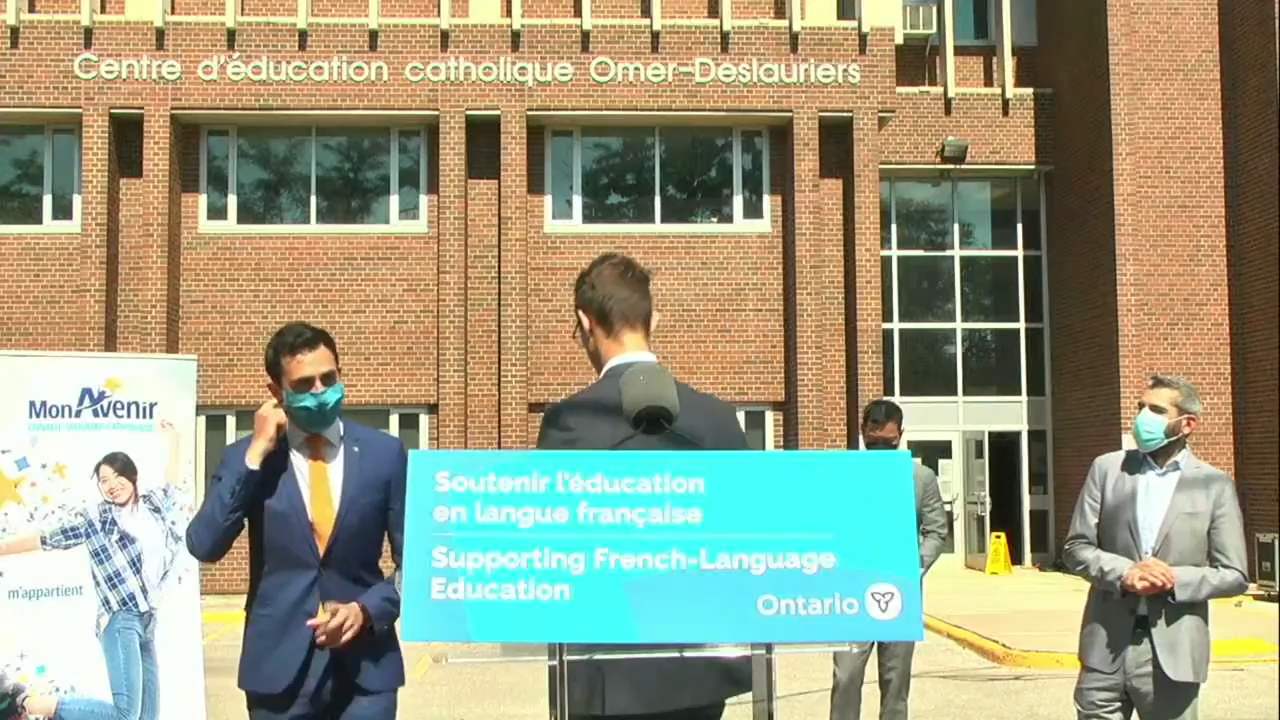 Centre d'éducation catholique Omer-Deslauriers
MonAvenir
m'appartient
Soutenir l'éducation
en langue française
Supporting French-Language
Education
Ontario